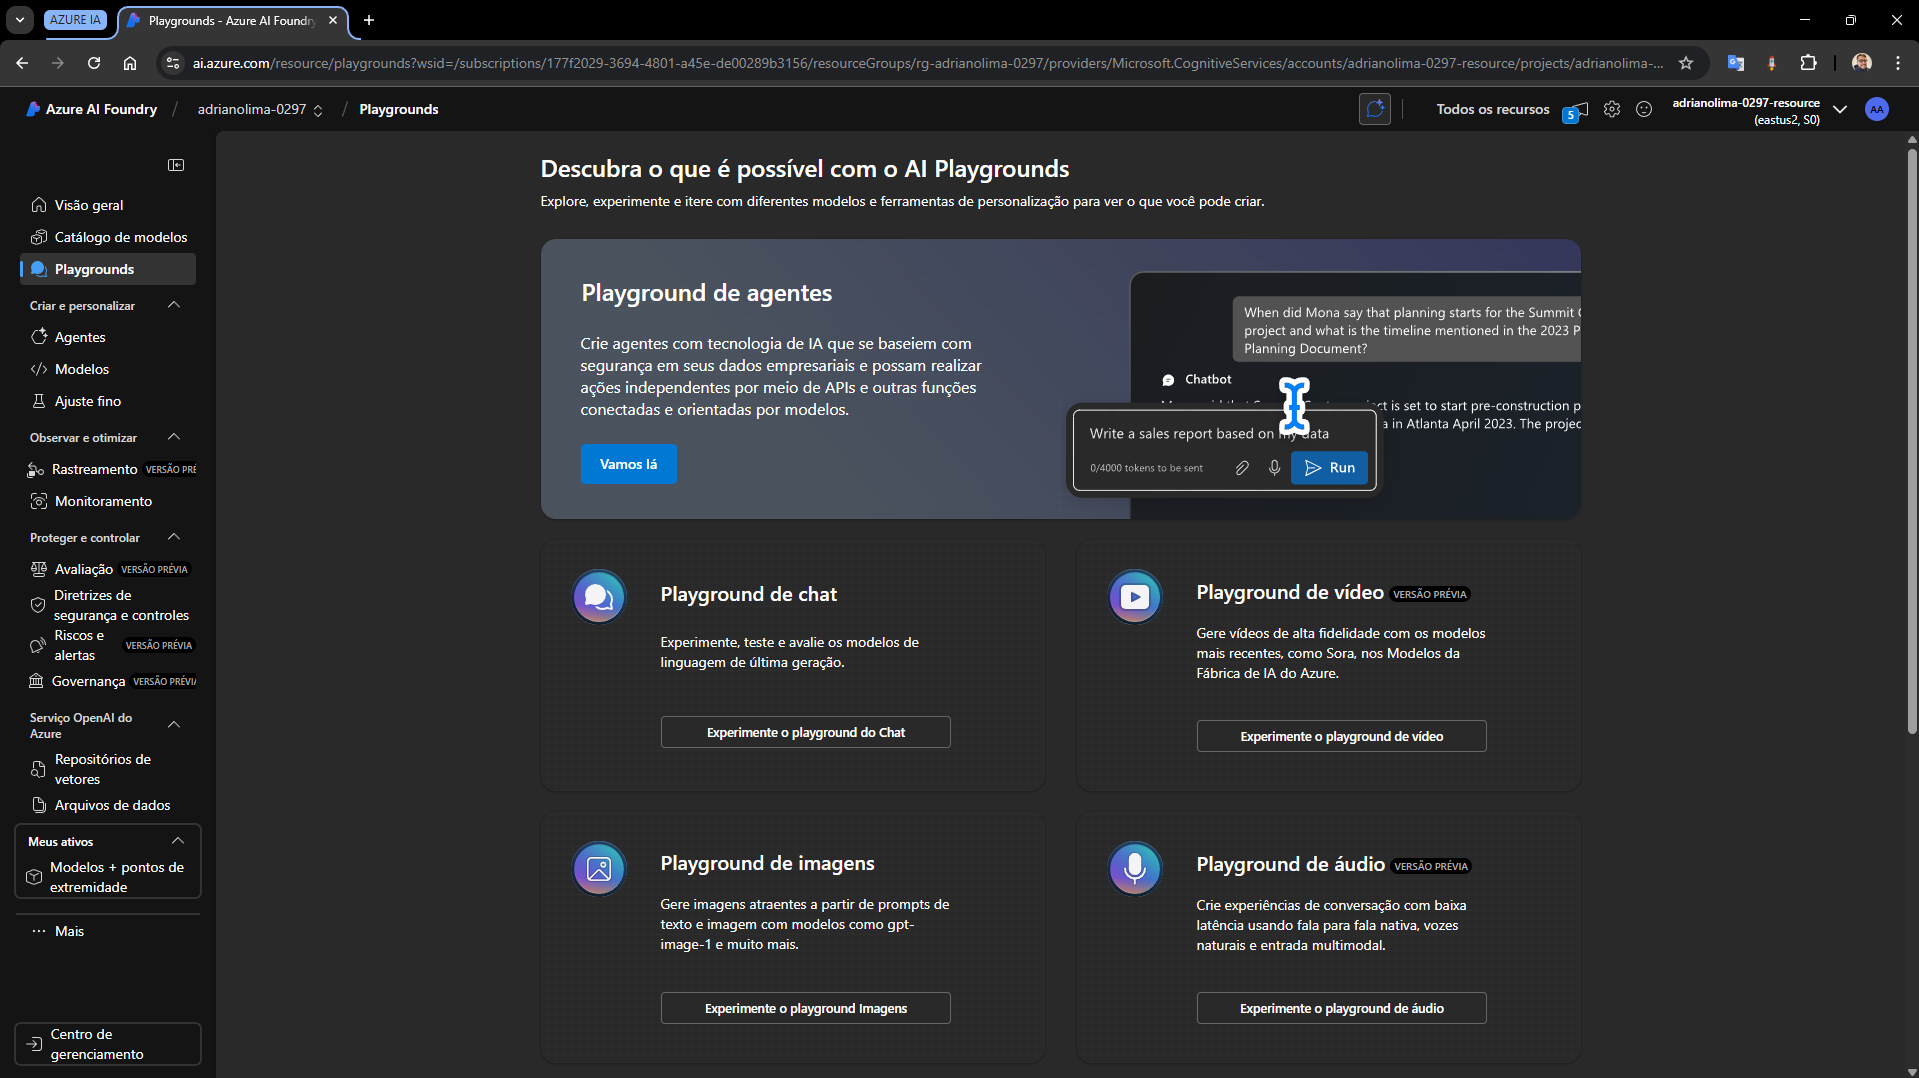 AZURE IA
Playgrounds - Azure AI Foundry
ai.azure.com/resource/playgrounds?wsid=/subscriptions/177f2029-3694-4801-a45e-de00289b3156/resourceGroups/rg-adrianolima-0297/providers/Microsoft.CognitiveServices/accounts/adrianolima-0297-resource/projects/adrianolima-...
Azure AI Foundry / adrianolima-0297 / Playgrounds
Todos os recursos
5
adrianolima-0297-resource
(eastus2, S0)
AA
Visão geral
Catálogo de modelos
Playgrounds
Criar e personalizar
Agentes
Modelos
Ajuste fino
Observar e otimizar
Rastreamento VERSÃO PRÉ
Monitoramento
Proteger e controlar
Avaliação VERSÃO PRÉVIA
Diretrizes de
segurança e controles
Riscos e
alertas VERSÃO PRÉVIA
Governança VERSÃO PRÉVIA
Serviço OpenAI do
Azure
Repositórios de
vetores
Arquivos de dados
Meus ativos
Modelos + pontos de
extremidade
Mais
Centro de
gerenciamento
Descubra o que é possível com o AI Playgrounds
Explore, experimente e itere com diferentes modelos e ferramentas de personalização para ver o que você pode criar.
Playground de agentes
Crie agentes com tecnologia de IA que se baseiem com
segurança em seus dados empresariais e possam realizar
ações independentes por meio de APIs e outras funções
conectadas e orientadas por modelos.
Vamos lá
When did Mona say that planning starts for the Summit C
project and what is the timeline mentioned in the 2023 P
Planning Document?
Chatbot
is set to start pre-construction p
in Atlanta April 2023. The projec
Write a sales report based on my data
0/4000 tokens to be sent
Run
Playground de chat
Experimente, teste e avalie os modelos de
linguagem de última geração.
Experimente o playground do Chat
Playground de vídeo VERSÃO PRÉVIA
Gere vídeos de alta fidelidade com os modelos
mais recentes, como Sora, nos Modelos da
Fábrica de IA do Azure.
Experimente o playground de vídeo
Playground de imagens
Gere imagens atraentes a partir de prompts de
texto e imagem com modelos como gpt-
image-1 e muito mais.
Experimente o playground Imagens
Playground de áudio VERSÃO PRÉVIA
Crie experiências de conversação com baixa
latência usando fala para fala nativa, vozes
naturais e entrada multimodal.
Experimente o playground de áudio